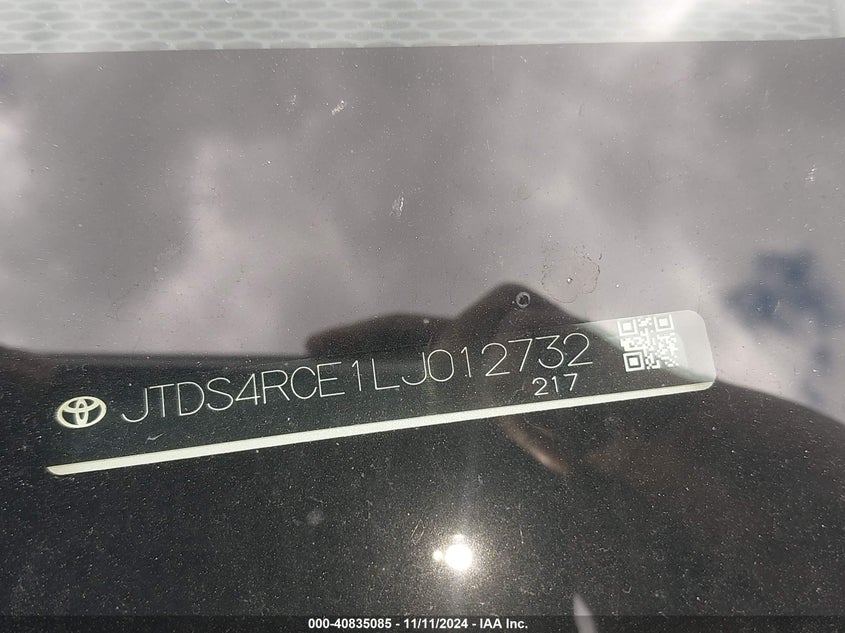 JTDS4RCE1LJ012732
217
000-40835085 - 11/11/2024 - IAA Inc.